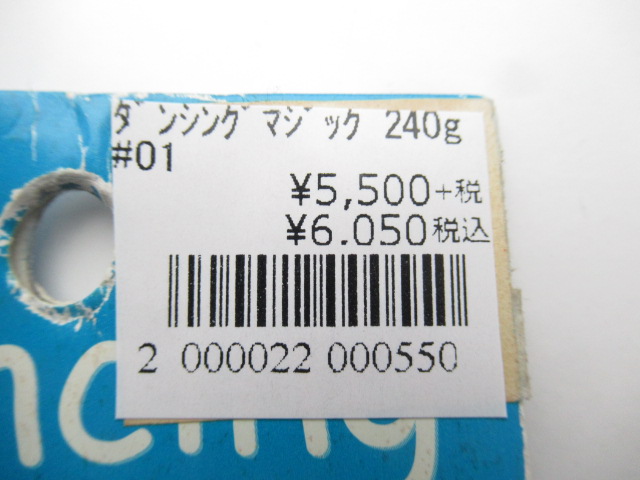 ﾀﾞﾝｼﾝｸﾞﾏｼﾞｯｸ 240g
#01
¥5,500+税
¥6.050税込
2 000022 000550
ncing